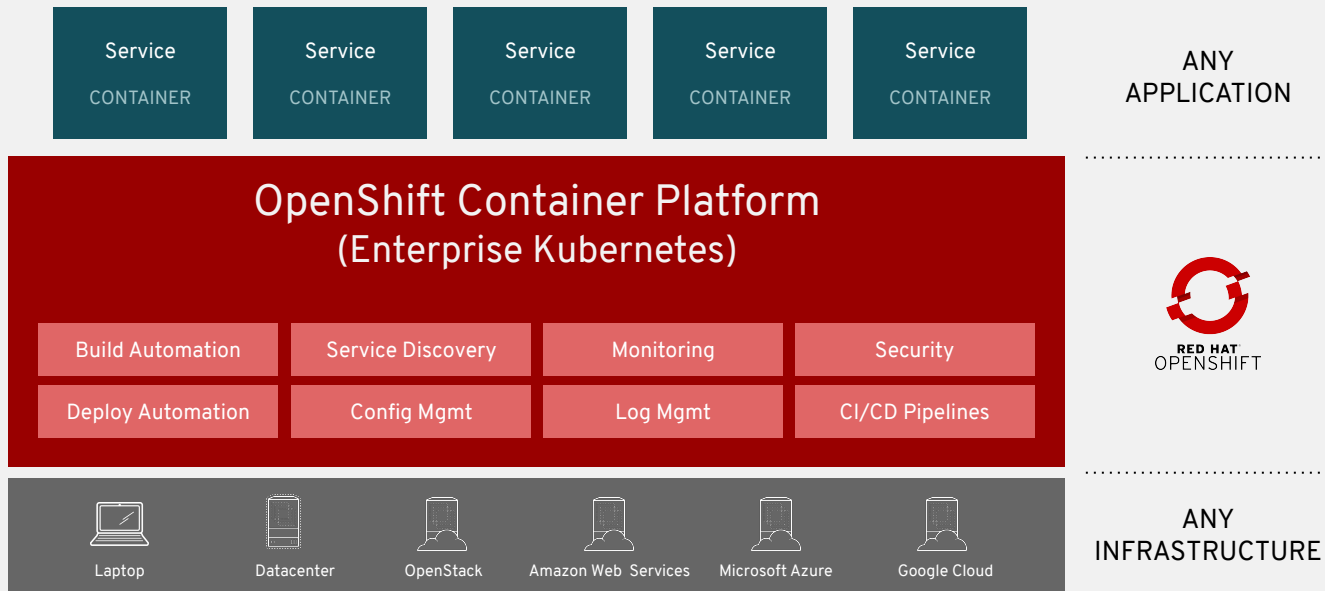 Service
CONTAINER
Service
CONTAINER
Service
CONTAINER
Service
CONTAINER
Service
CONTAINER
ANY
APPLICATION
OpenShift Container Platform
(Enterprise Kubernetes)
Build Automation
Service Discovery
Monitoring
Security
Deploy Automation
Config Mgmt
Log Mgmt
CI/CD Pipelines
RED HAT
OPENSHIFT
Laptop
Datacenter
OpenStack
Amazon Web Services
Microsoft Azure
Google Cloud
ANY
INFRASTRUCTURE